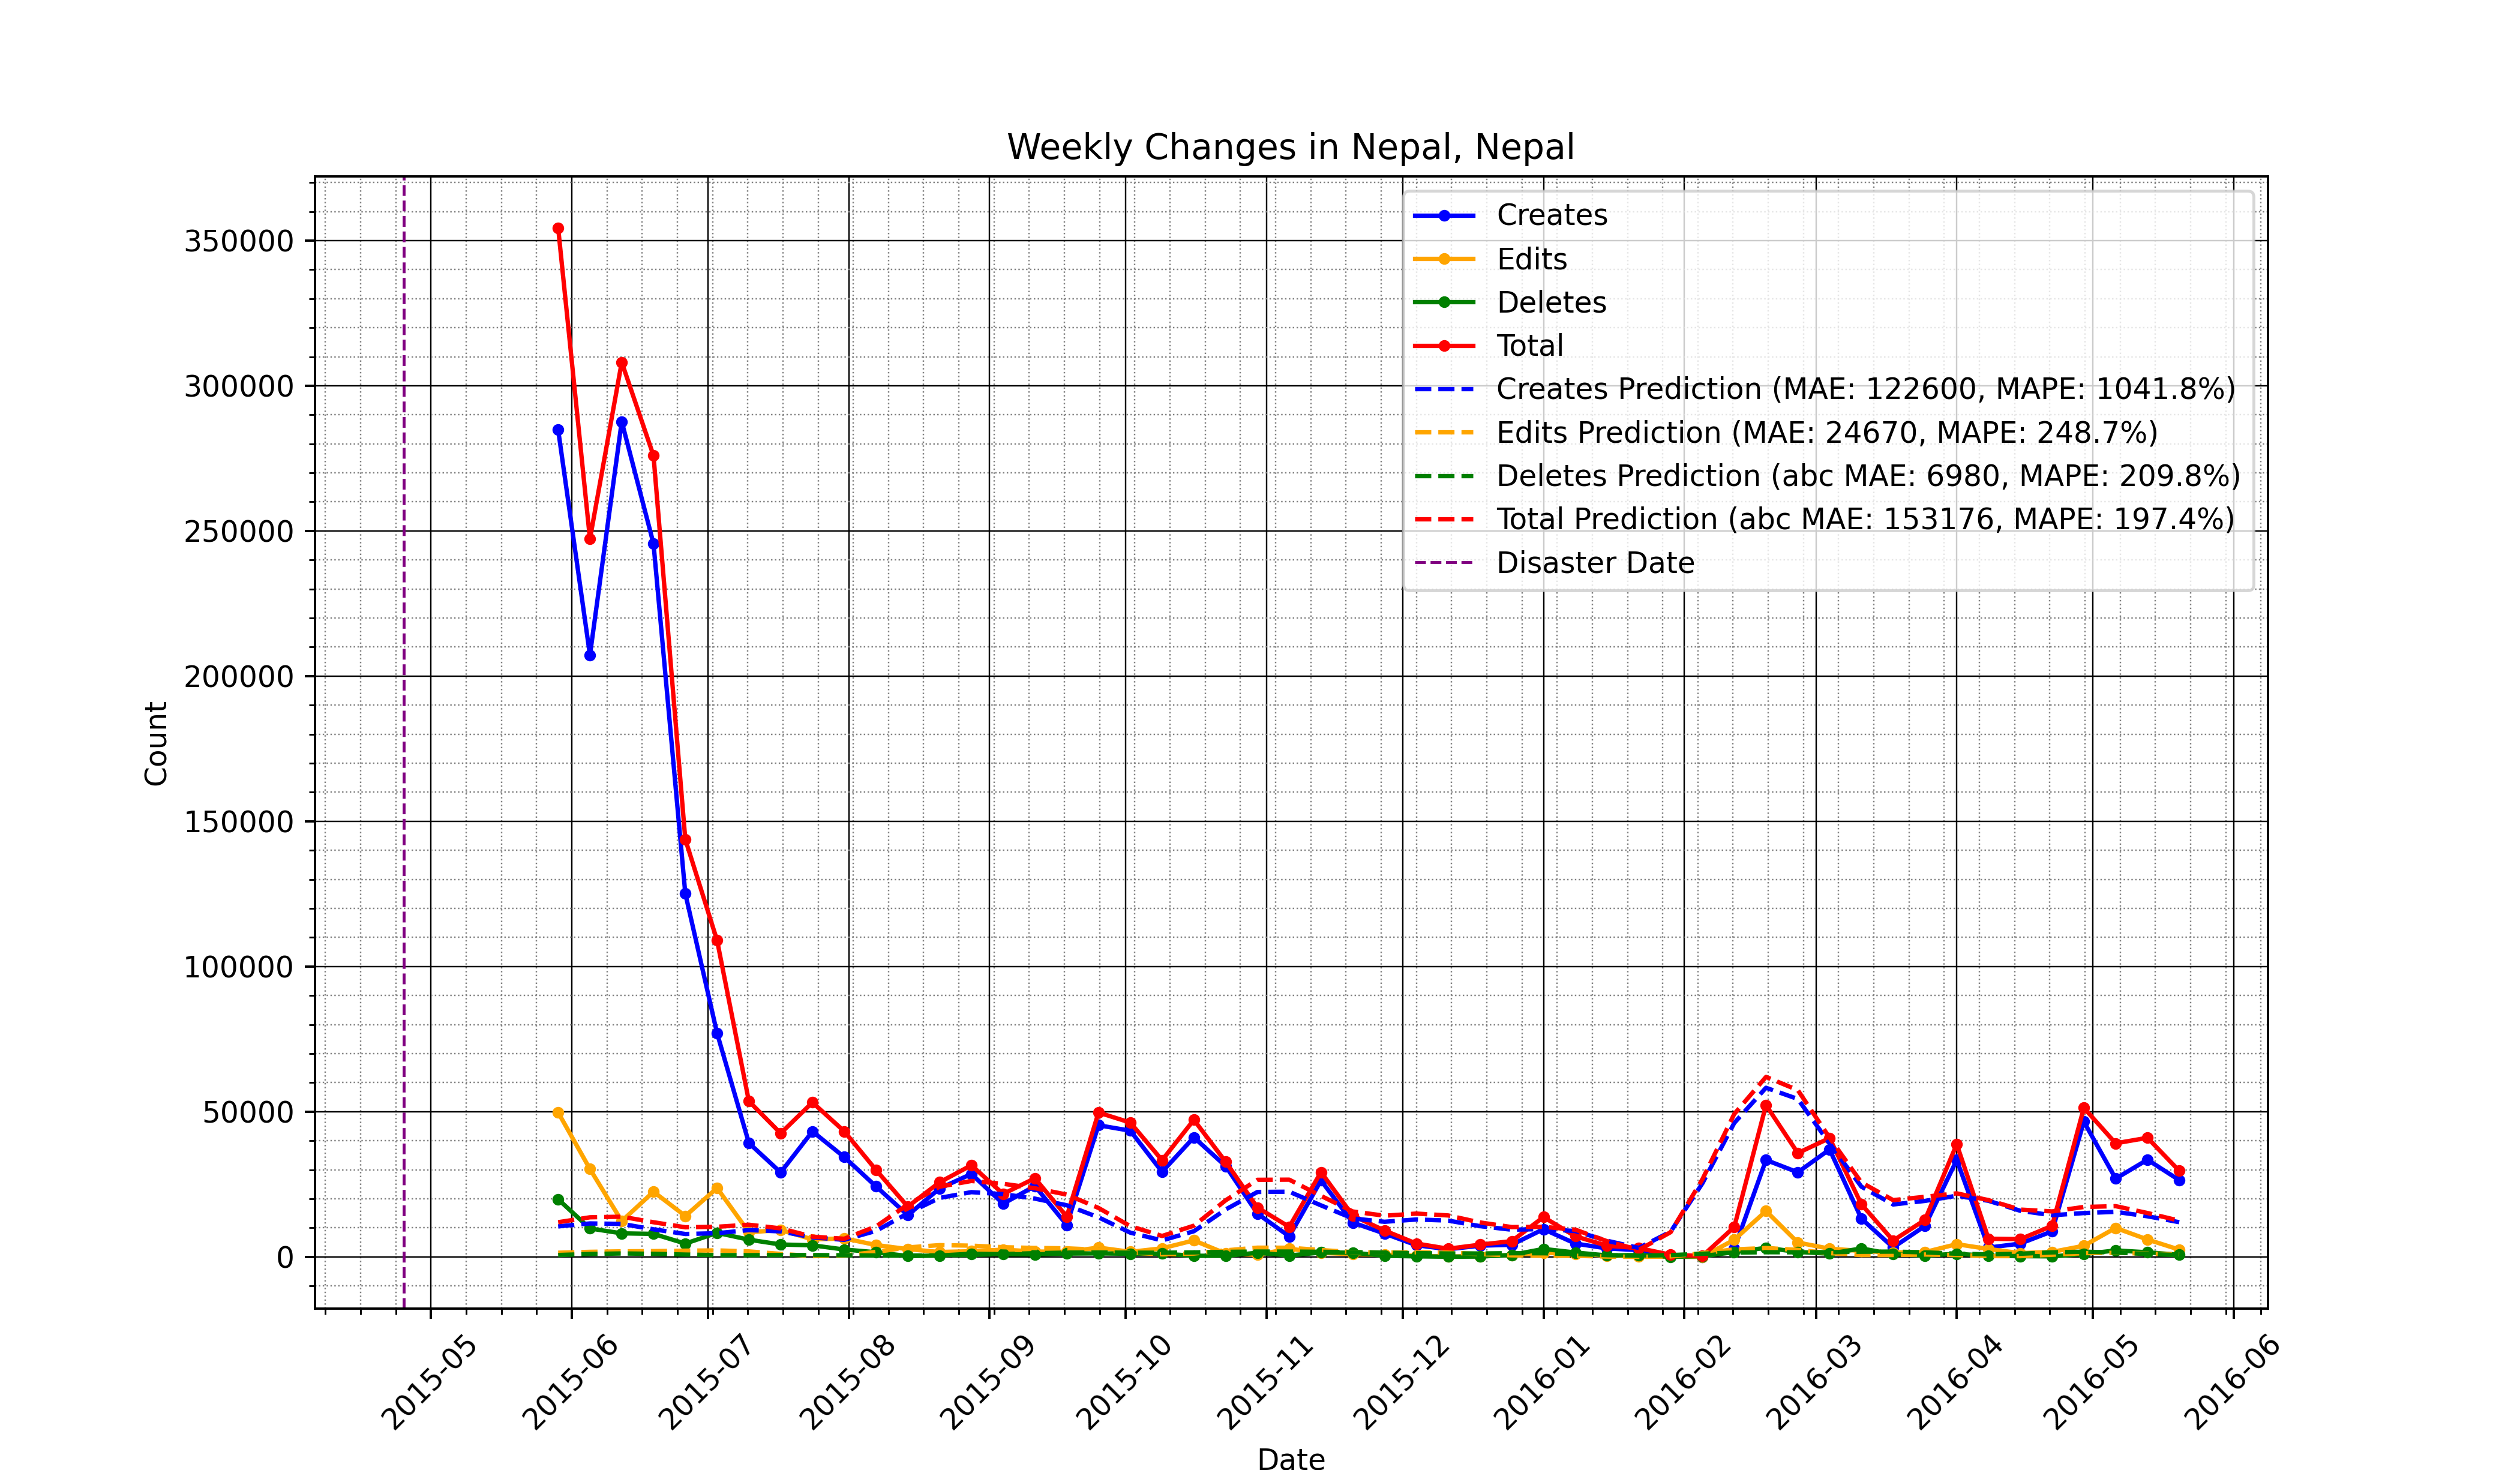 Weekly Changes in Nepal, Nepal
Creates
Edits
Deletes
Total
Creates Prediction (MAE: 122600, MAPE: 1041.8%)
Edits Prediction (MAE: 24670, MAPE: 248.7%)
Deletes Prediction (abc MAE: 6980, MAPE: 209.8%)
Total Prediction (abc MAE: 153176, MAPE: 197.4%)
Disaster Date
350000
300000
250000
200000
150000
100000
50000
0
Count
2015-05
2015-06
2015-07
2015-08
2015-09
2015-10
2015-11
2015-12
2016-01
2016-02
2016-03
2016-04
2016-05
2016-06
Date